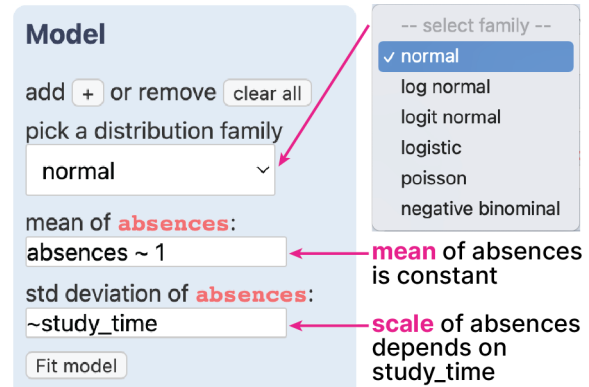 Model
add + or remove clear all
pick a distribution family
normal
mean of absences:
absences ~ 1
std deviation of absences:
~study_time
Fit model
-- select family --
✓ normal
log normal
logit normal
logistic
poisson
negative binominal
mean of absences
is constant
scale of absences
depends on
study_time